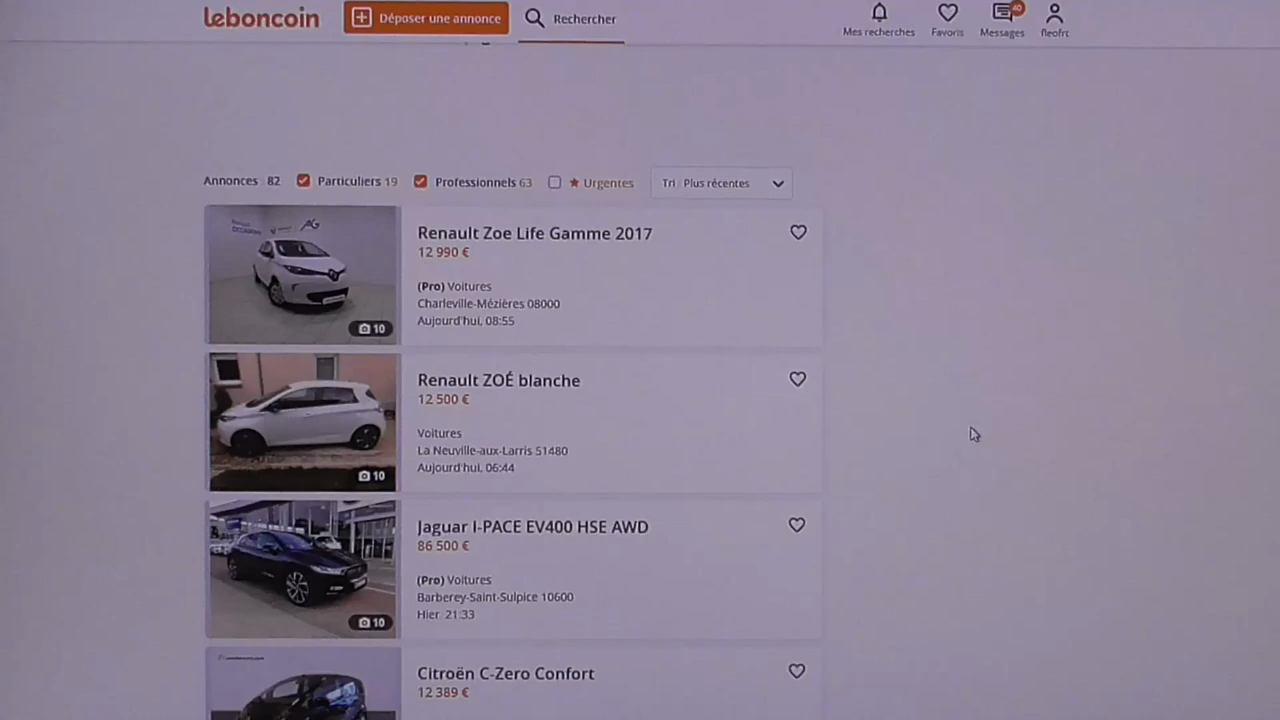 leboncoin
Déposer une annonce
Rechercher
Mes recherches
Favoris
40
Messages
fleofrt
Annonces 82
Particuliers 19
Professionnels 63
Urgentes
Tri Plus récentes
Renault Zoe Life Gamme 2017
12 990 €
(Pro) Voitures
Charleville-Mézières 08000
Aujourd'hui, 08:55
10
Renault ZOÉ blanche
12 500 €
Voitures
La Neuville-aux-Larris 51480
Aujourd'hui, 06:44
10
Jaguar I-PACE EV400 HSE AWD
86 500 €
(Pro) Voitures
Barberey-Saint-Sulpice 10600
Hier 21:33
10
Citroën C-Zero Confort
12 389 €